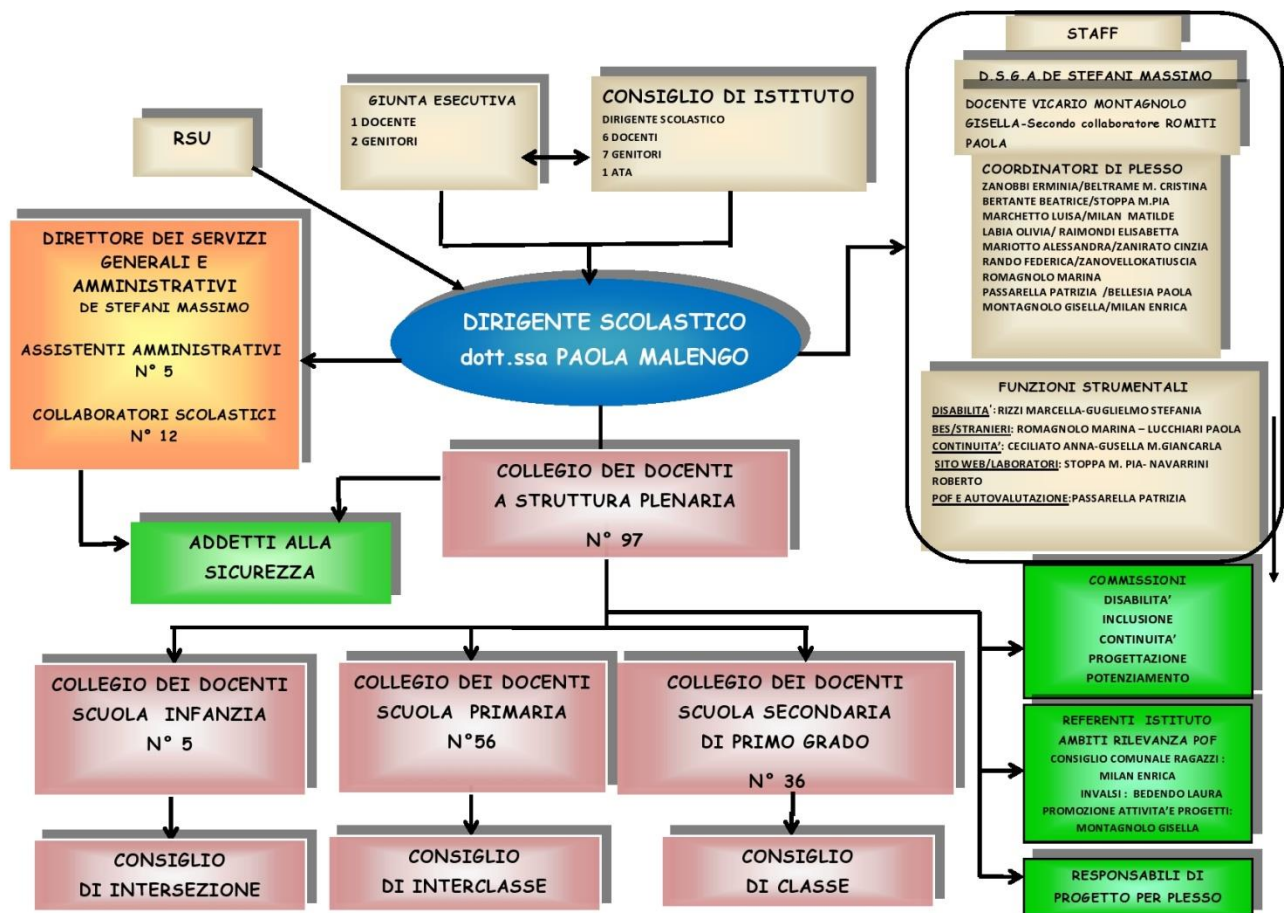 STAFF
D.S.G.A.DE STEFANI MASSIMO
DOCENTE VICARIO MONTAGNOLO
GISELLA-Secondo collaboratore ROMITI
PAOLA
COORDINATORI DI PLESSO
ZANOBBI ERMINIA/BELTRAME M. CRISTINA
BERTANTE BEATRICE/STOPPA M.PIA
MARCHETTO LUISA/MILAN MATILDE
LABIA OLIVIA/ RAIMONDI ELISABETTA
MARIOTTO ALESSANDRA/ZANIRATO CINZIA
RANDO FEDERICA/ZANOVELLOKATIUSCIA
ROMAGNOLO MARINA
PASSARELLA PATRIZIA /BELLESIA PAOLA
MONTAGNOLO GISELLA/MILAN ENRICA
FUNZIONI STRUMENTALI
DISABILITA': RIZZI MARCELLA-GUGLIELMO STEFANIA
BES/STRANIERI: ROMAGNOLO MARINA – LUCCHIARI PAOLA
CONTINUITA': CECILIATO ANNA-GUSELLA M.GIANCARLA
SITO WEB/LABORATORI: STOPPA M. PIA- NAVARRINI
ROBERTO
POF E AUTOVALUTAZIONE:PASSARELLA PATRIZIA
GIUNTA ESECUTIVA
1 DOCENTE
2 GENITORI
CONSIGLIO DI ISTITUTO
DIRIGENTE SCOLASTICO
6 DOCENTI
7 GENITORI
1 ATA
RSU
DIRETTORE DEI SERVIZI
GENERALI E
AMMINISTRATIVI
DE STEFANI MASSIMO
ASSISTENTI AMMINISTRATIVI
N° 5
COLLABORATORI SCOLASTICI
N° 12
DIRIGENTE SCOLASTICO
dott.ssa PAOLA MALENGO
COLLEGIO DEI DOCENTI
A STRUTTURA PLENARIA
N° 97
ADDETTI ALLA
SICUREZZA
COLLEGIO DEI DOCENTI
SCUOLA INFANZIA
N° 5
COLLEGIO DEI DOCENTI
SCUOLA PRIMARIA
N°56
COLLEGIO DEI DOCENTI
SCUOLA SECONDARIA
DI PRIMO GRADO
N° 36
CONSIGLIO
DI INTERSEZIONE
CONSIGLIO
DI INTERCLASSE
CONSIGLIO
DI CLASSE
COMMISSIONI
DISABILITA'
INCLUSIONE
CONTINUITA'
PROGETTAZIONE
POTENZIAMENTO
REFERENTI ISTITUTO
AMBITI RILEVANZA POF
CONSIGLIO COMUNALE RAGAZZI :
MILAN ENRICA
INVALSI : BEDENDO LAURA
PROMOZIONE ATTIVITA'E PROGETTI:
MONTAGNOLO GISELLA
RESPONSABILI DI
PROGETTO PER PLESSO